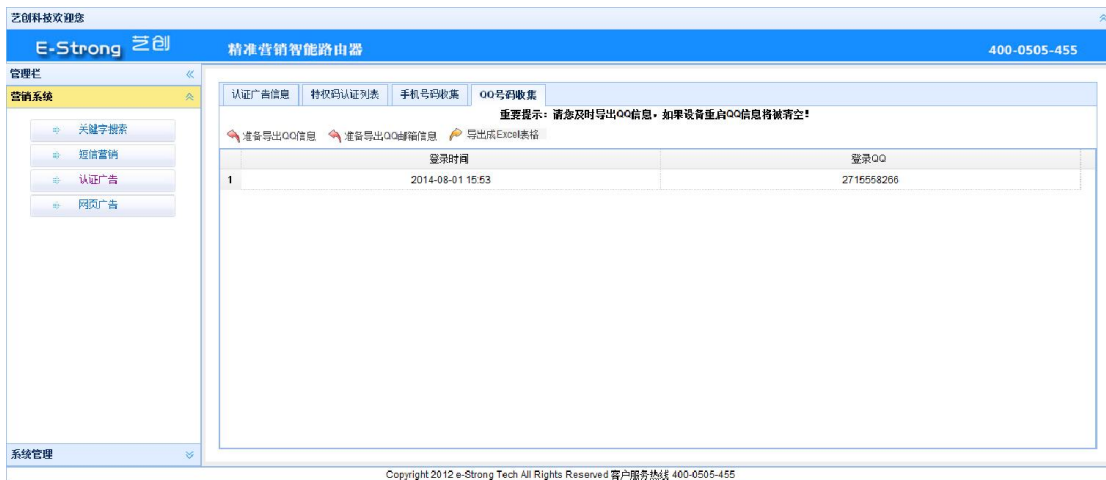 艺创科技欢迎您
E-Strong 艺创 精准营销智能路由器 400-0505-455
管理栏
营销系统
关键字搜索
短信营销
认证广告
网页广告
系统管理
认证广告信息 特权码认证列表 手机号码收集 QQ号码收集
重要提示:请您及时导出QQ信息,如果设备重启QQ信息将被清空!
准备导出QQ信息 准备导出QQ邮箱信息 导出成Excel表格
登录时间 登录QQ
1 2014-08-01 15:53 2715558266
Copyright 2012 e-Strong Tech All Rights Reserved 客户服务热线 400-0505-455